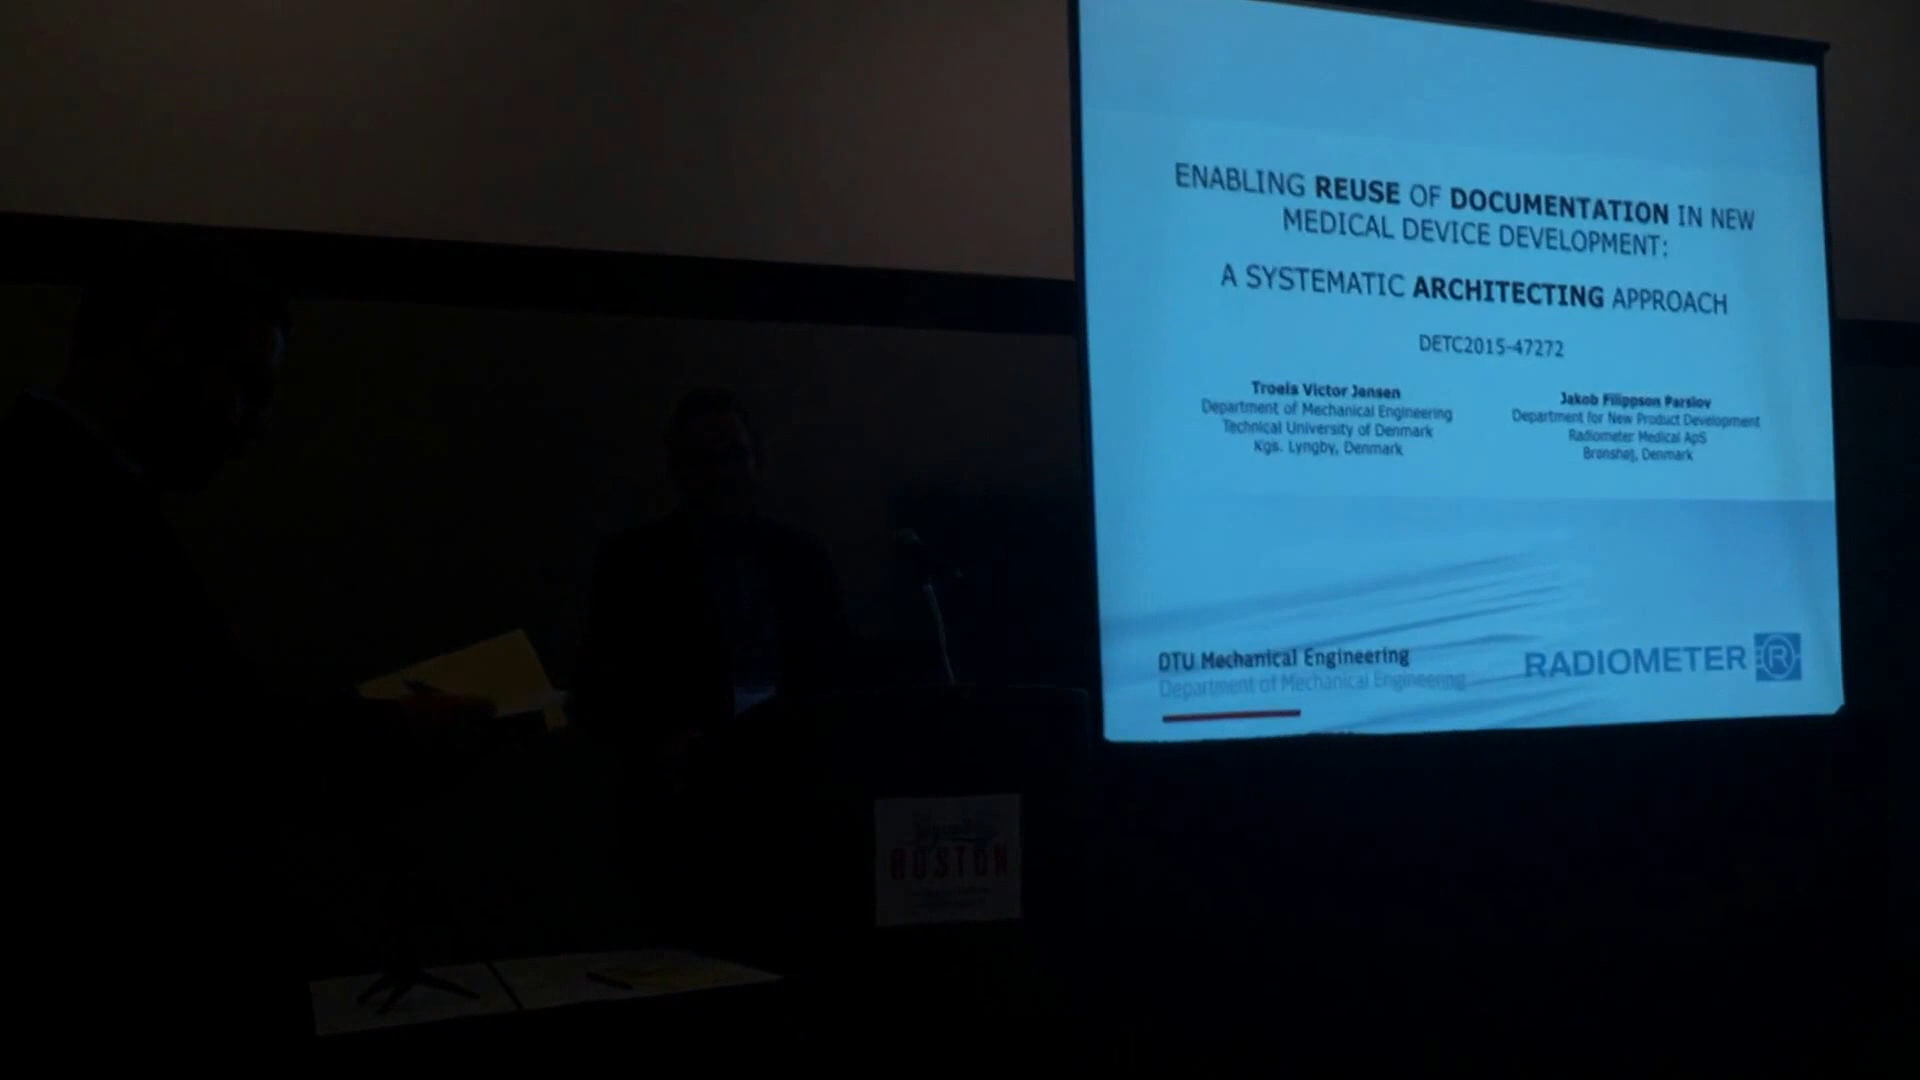 ENABLING REUSE OF DOCUMENTATION IN NEW
MEDICAL DEVICE DEVELOPMENT:
A SYSTEMATIC ARCHITECTING APPROACH
DETC2015-47272
Troels Victor Jensen
Department of Mechanical Engineering
Technical University of Denmark
Kgs. Lyngby, Denmark
Jakob Filippson Parslov
Department for New Product Development
Radiometer Medical ApS
Brønshøj, Denmark
DTU Mechanical Engineering
Department of Mechanical Engineering
RADIOMETER R
BOSTON